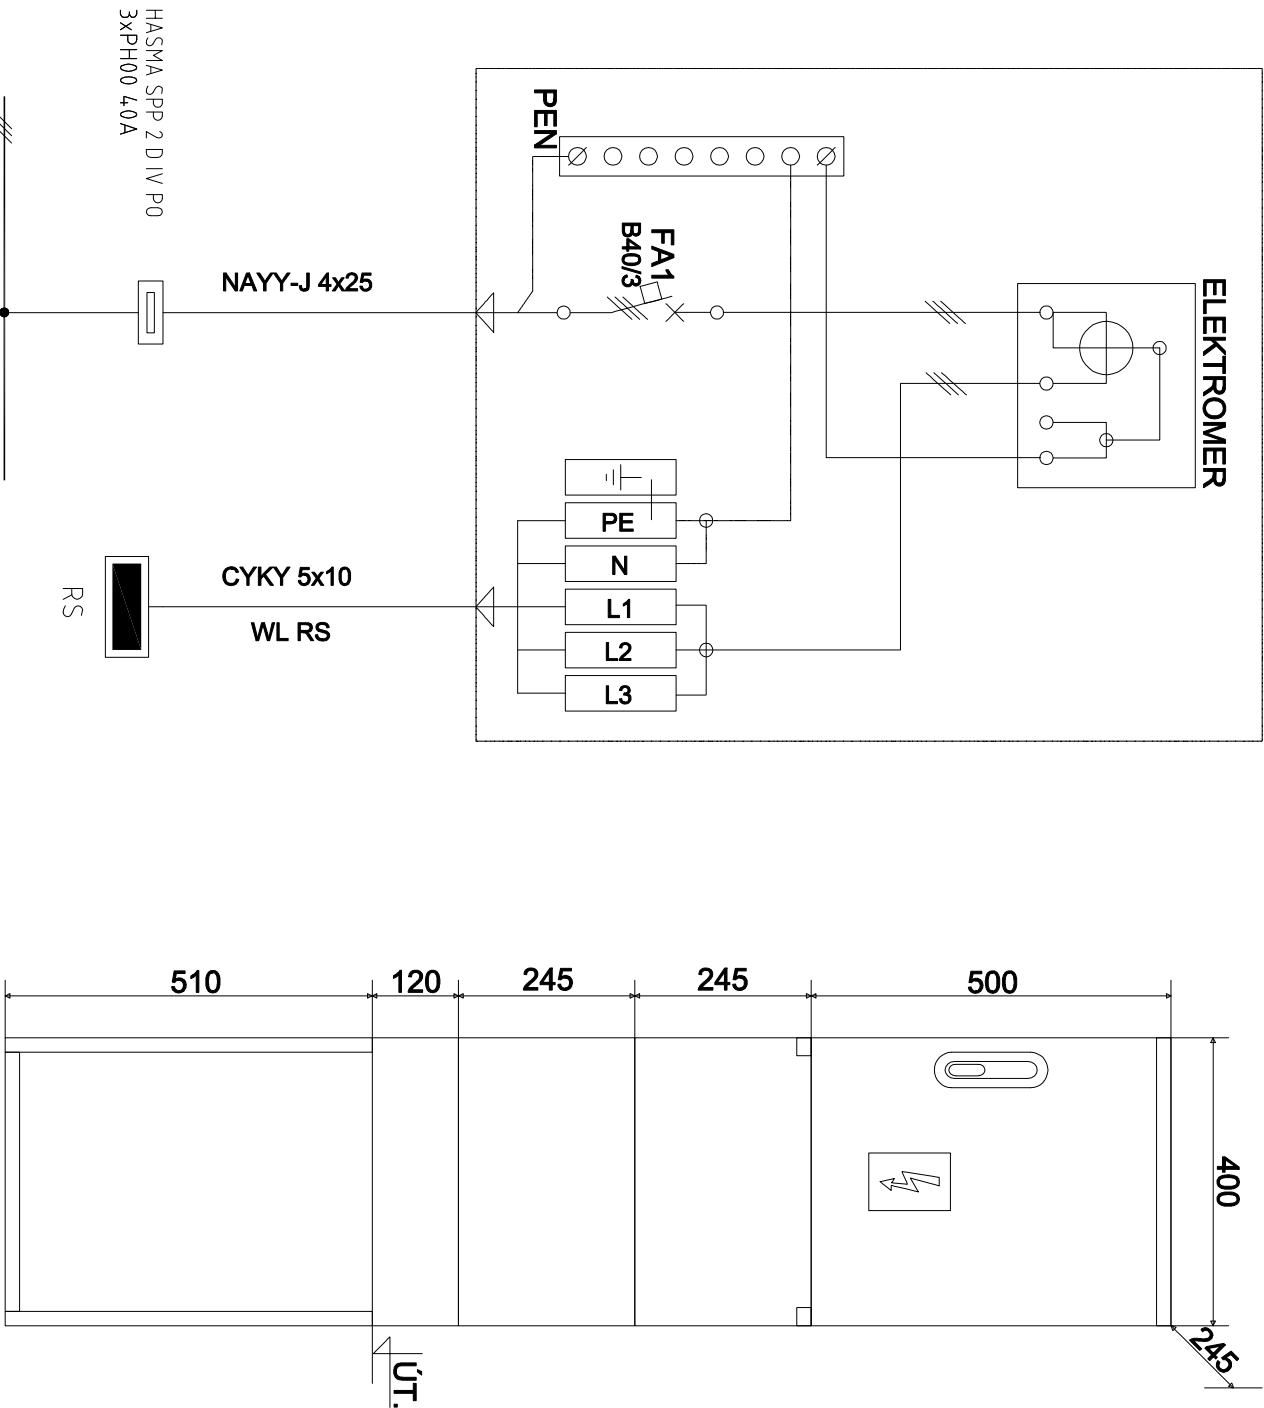 ELEKTROMER
PEN
FA1
B40/3
PE
N
L1
L2
L3
NAYY-J 4x25
CYKY 5x10
WL RS
HASMA SPP 2 D IV P0
3xPH00 40A
RS
510
120
245
245
500
400
245
ÚT.